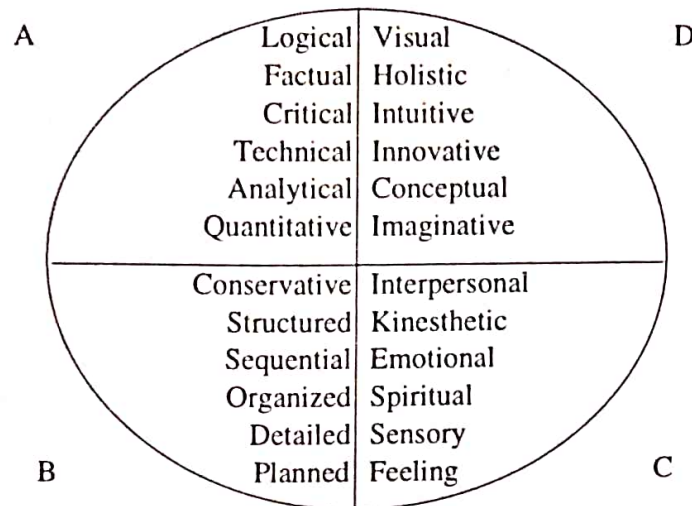 A Logical Visual D
Factual Holistic
Critical Intuitive
Technical Innovative
Analytical Conceptual
Quantitative Imaginative
Conservative Interpersonal
Structured Kinesthetic
Sequential Emotional
Organized Spiritual
Detailed Sensory
B Planned Feeling C